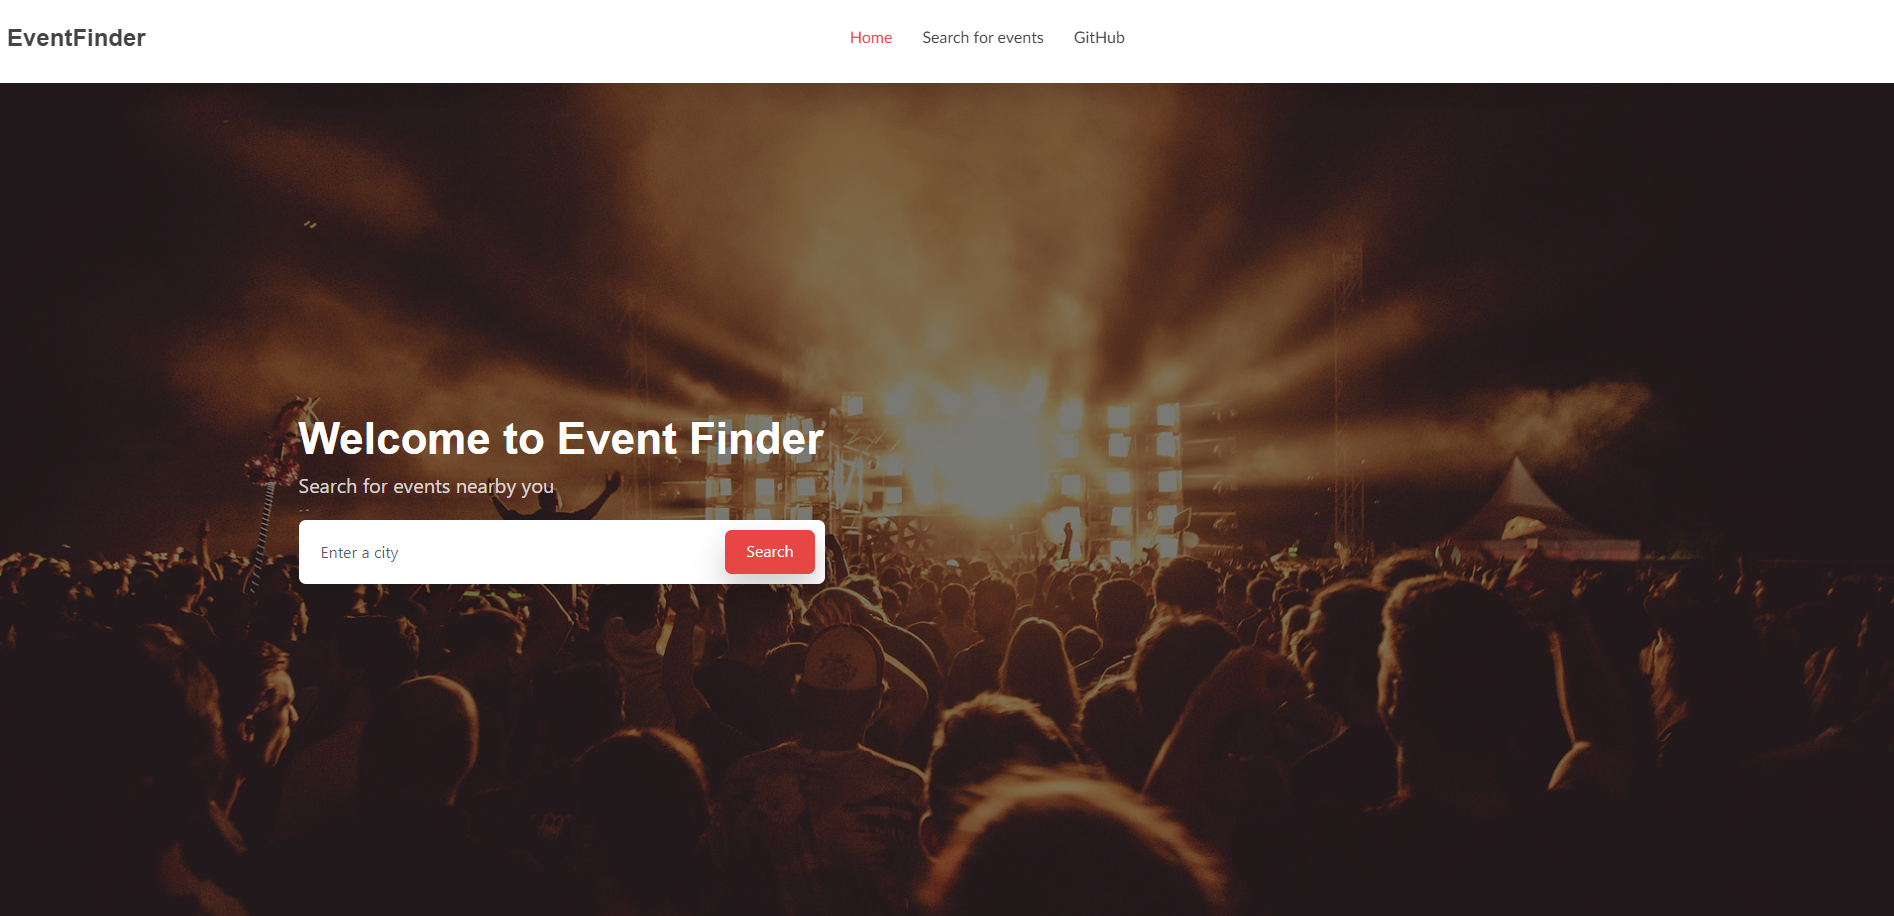 EventFinder
Home Search for events GitHub
Welcome to Event Finder
Search for events nearby you
Enter a city
Search